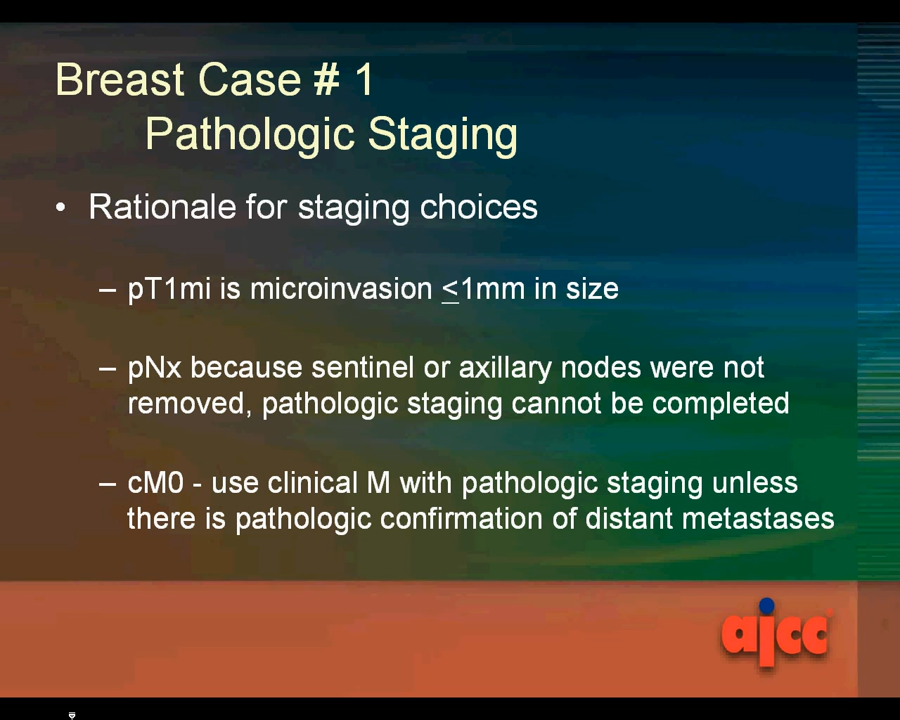 Breast Case # 1
Pathologic Staging
• Rationale for staging choices
– pT1mi is microinvasion ≤1mm in size
– pNx because sentinel or axillary nodes were not
removed, pathologic staging cannot be completed
– cM0 - use clinical M with pathologic staging unless
there is pathologic confirmation of distant metastases
ajcc